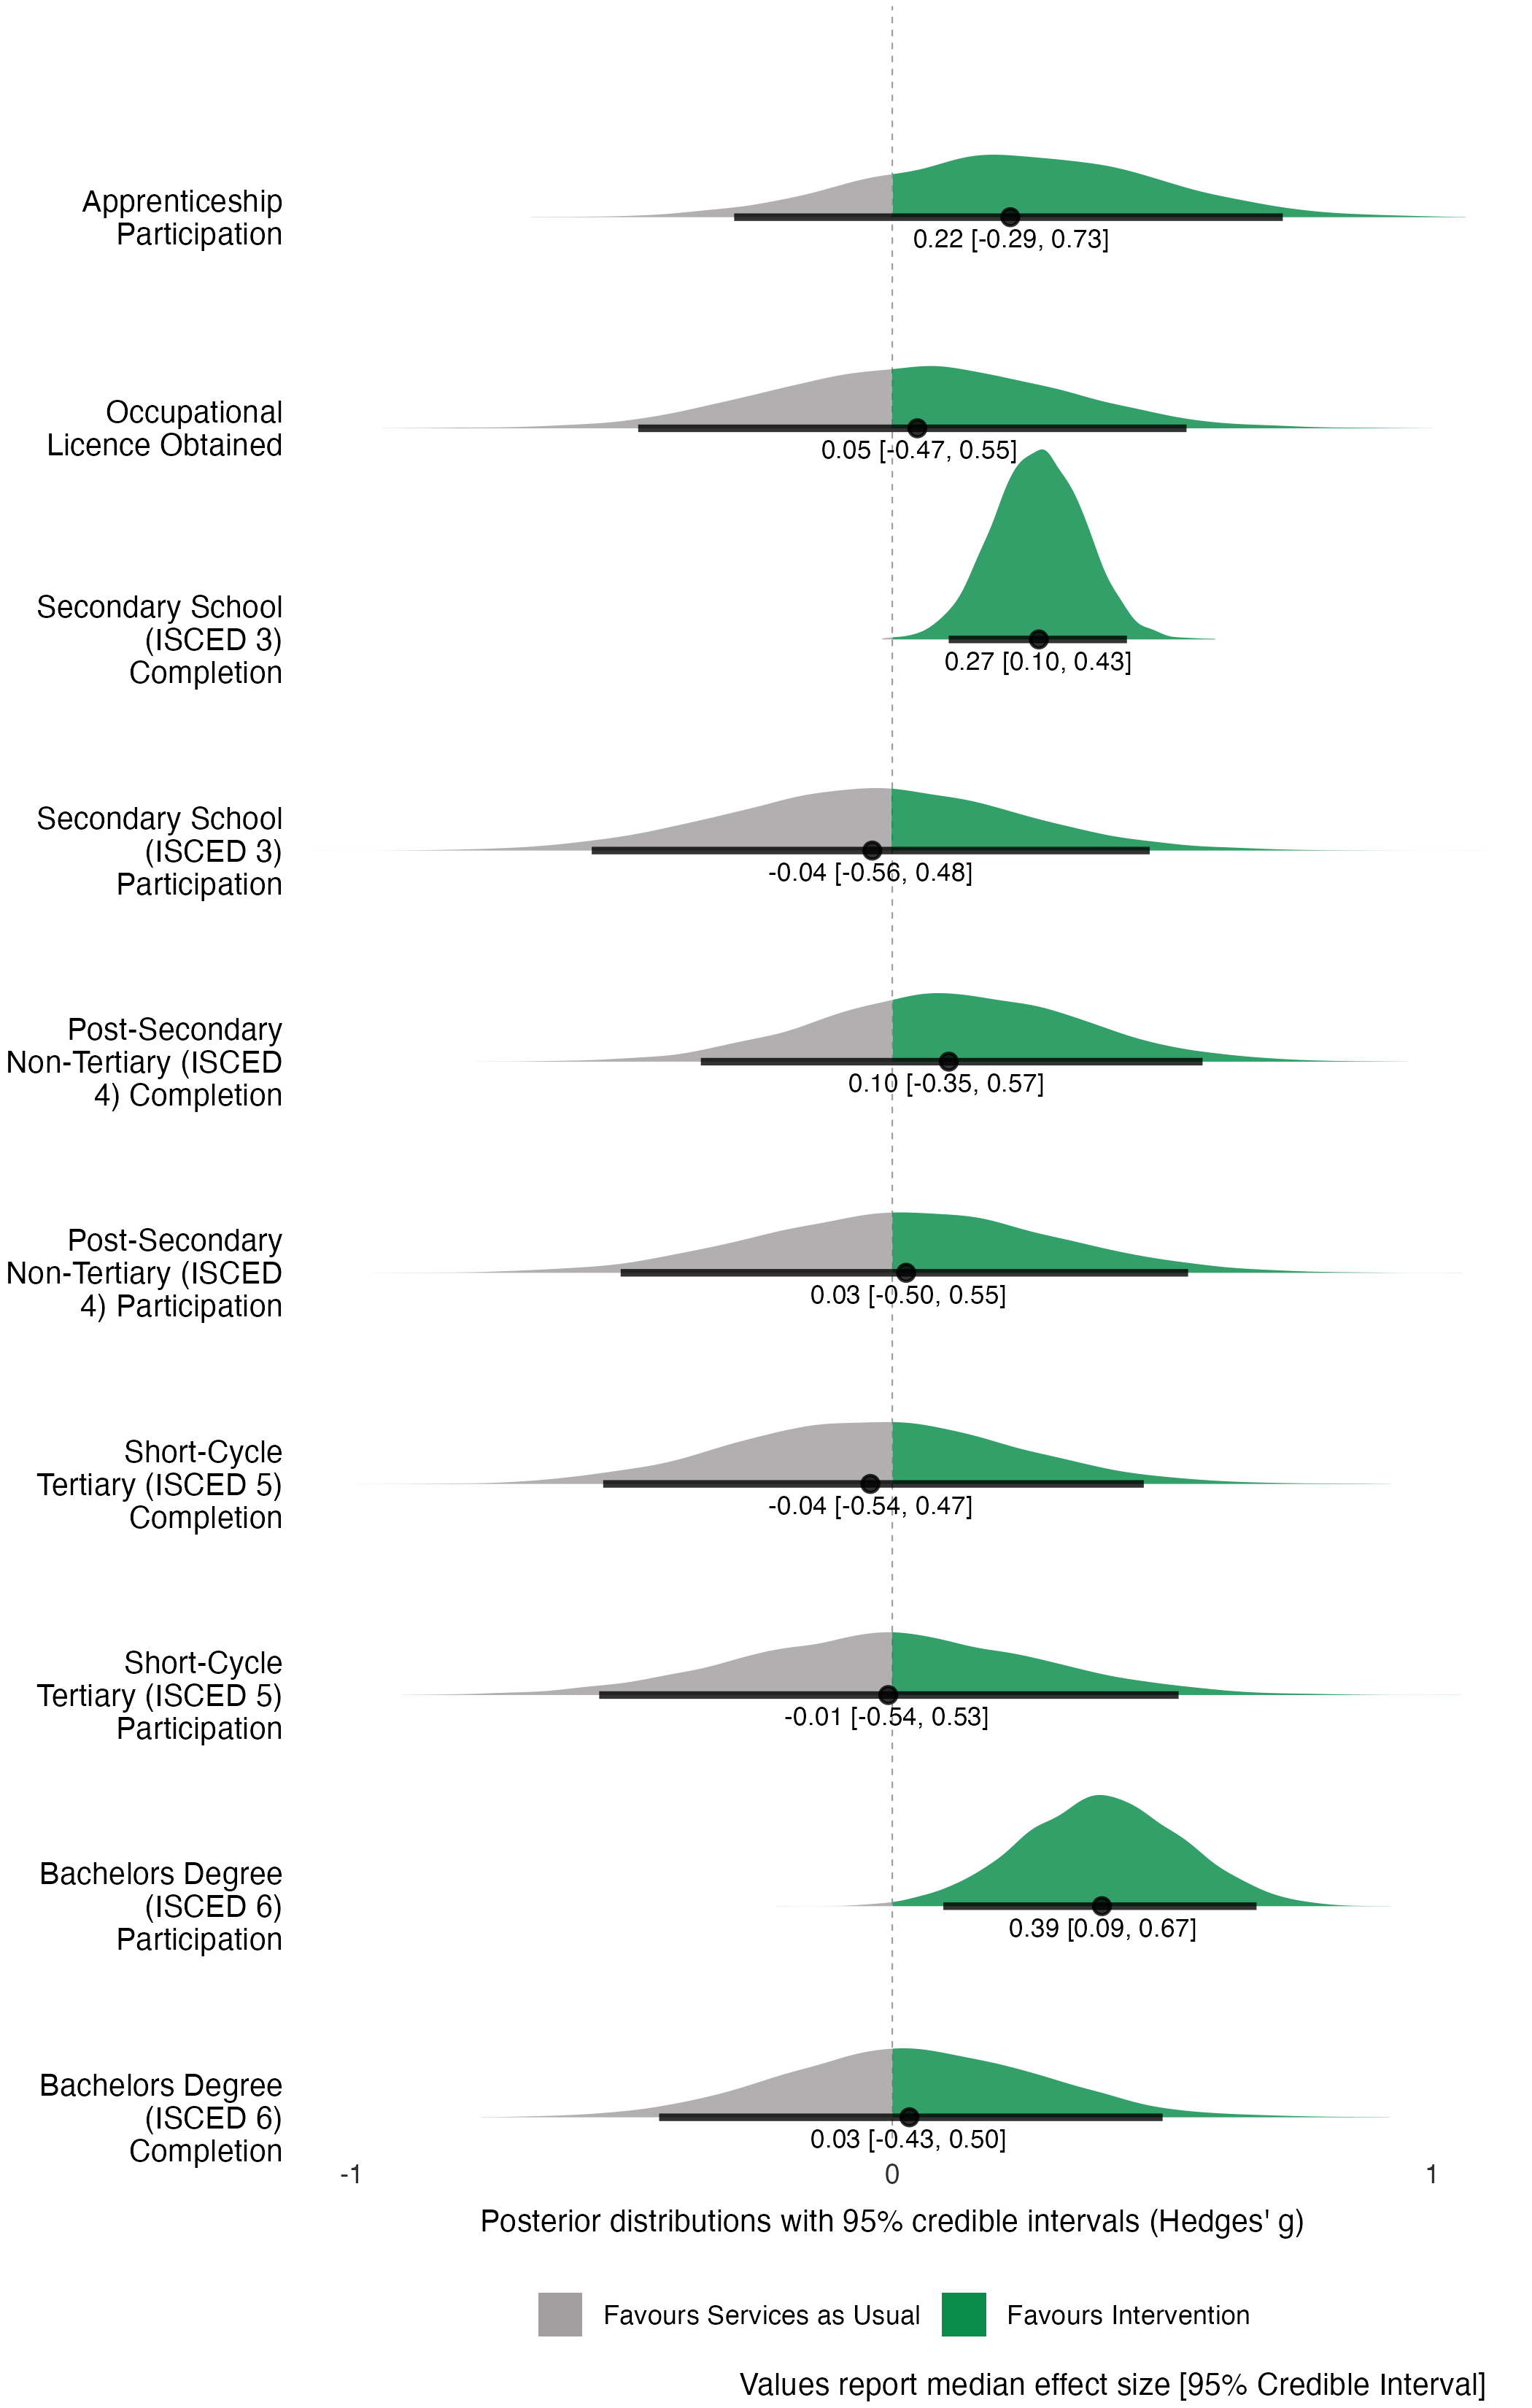 Apprenticeship
Participation
0.22 [-0.29, 0.73]
Occupational
Licence Obtained
0.05 [-0.47, 0.55]
Secondary School
(ISCED 3)
Completion
0.27 [0.10, 0.43]
Secondary School
(ISCED 3)
Participation
-0.04 [-0.56, 0.48]
Post-Secondary
Non-Tertiary (ISCED
4) Completion
0.10 [-0.35, 0.57]
Post-Secondary
Non-Tertiary (ISCED
4) Participation
0.03 [-0.50, 0.55]
Short-Cycle
Tertiary (ISCED 5)
Completion
-0.04 [-0.54, 0.47]
Short-Cycle
Tertiary (ISCED 5)
Participation
-0.01 [-0.54, 0.53]
Bachelors Degree
(ISCED 6)
Participation
0.39 [0.09, 0.67]
Bachelors Degree
(ISCED 6)
Completion
0.03 [-0.43, 0.50]
-1 0 1
Posterior distributions with 95% credible intervals (Hedges' g)
Favours Services as Usual Favours Intervention
Values report median effect size [95% Credible Interval]